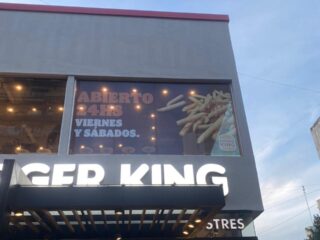 ABIERTO
24HS
VIERNES
Y SÁBADOS.
GER KING
STRES